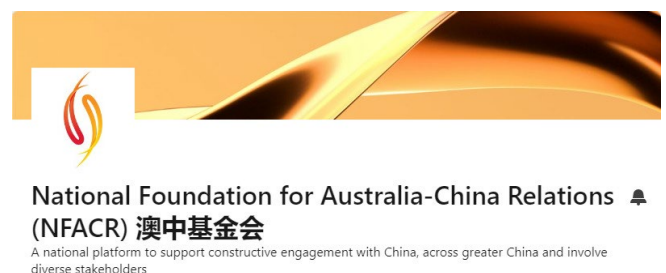 National Foundation for Australia-China Relations
(NFACR) 澳中基金会
A national platform to support constructive engagement with China, across greater China and involve
diverse stakeholders